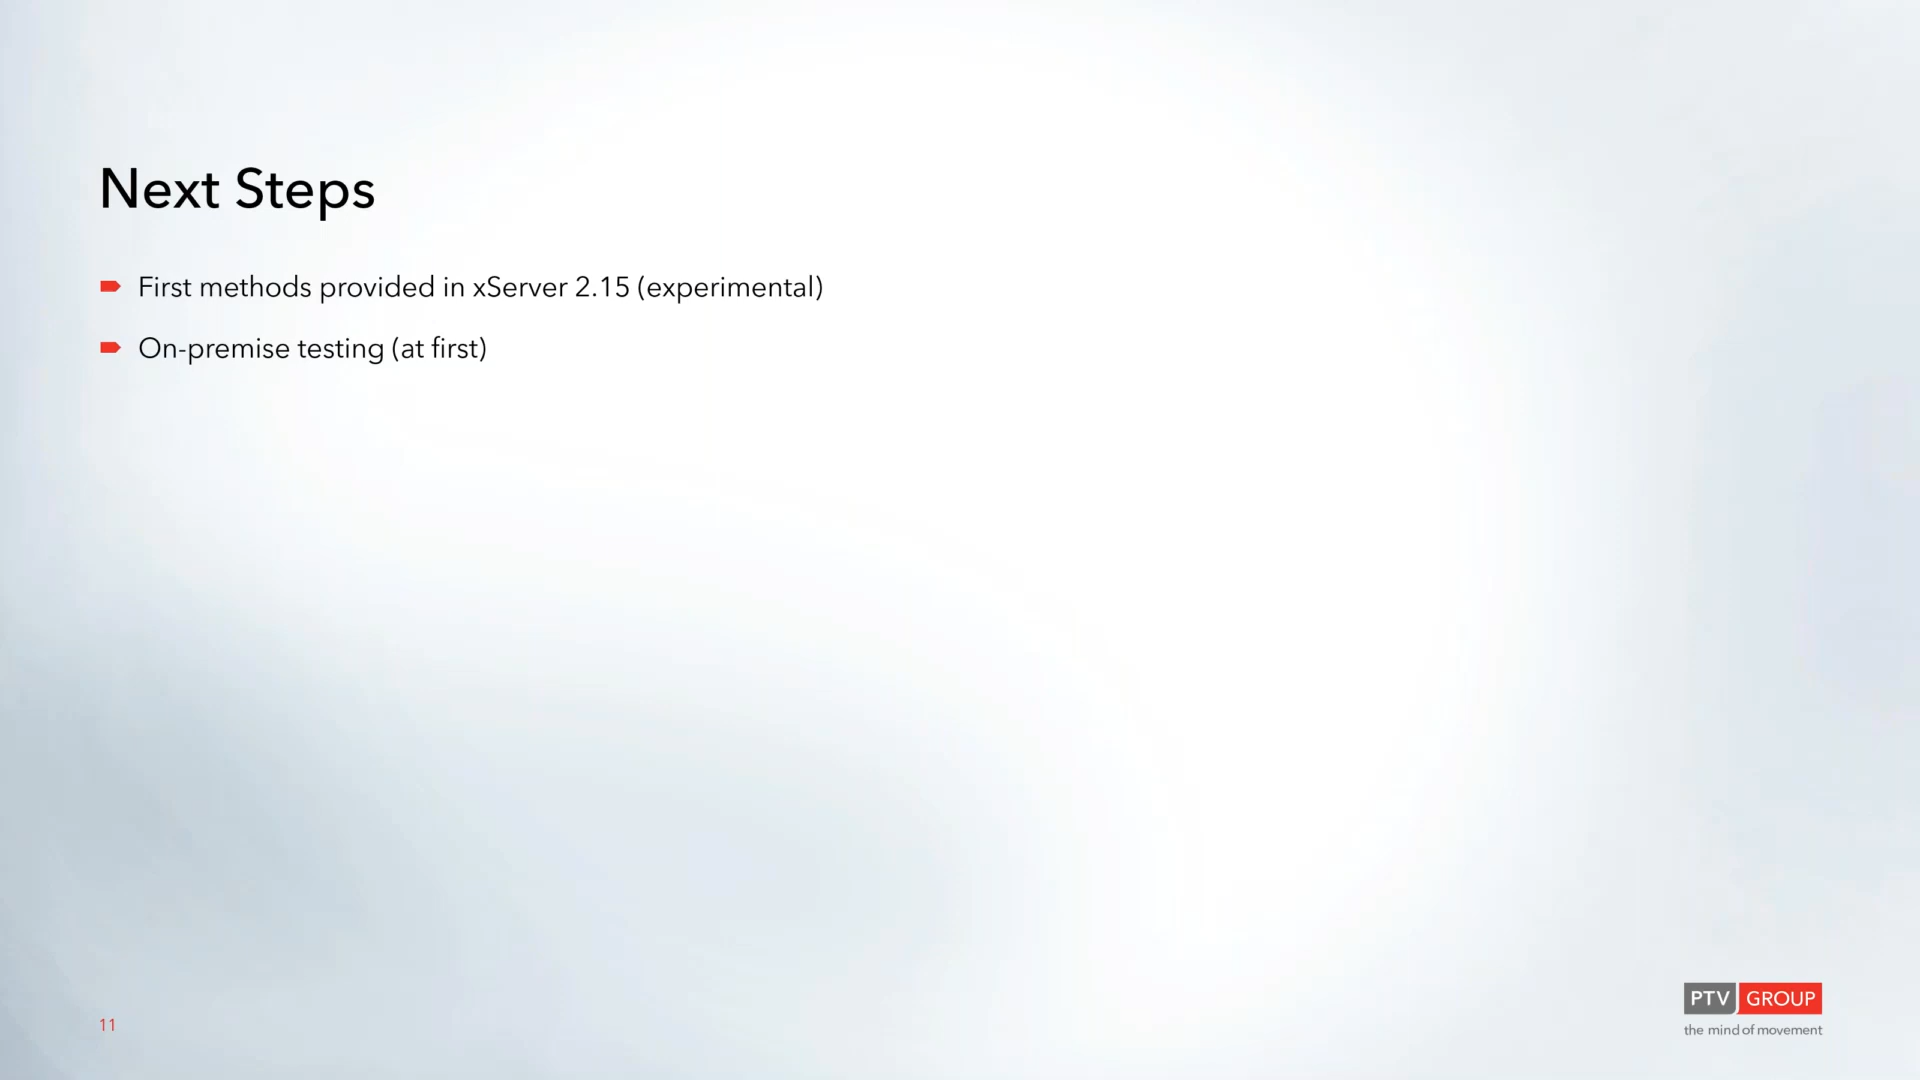 Next Steps
First methods provided in xServer 2.15 (experimental)
On-premise testing (at first)
11
PTV GROUP
the mind of movement